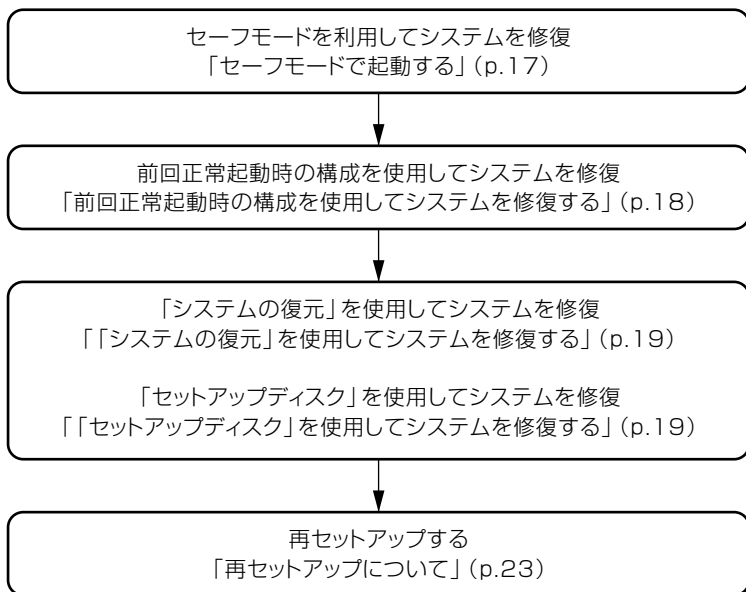 セーフモードを利用してシステムを修復
「セーフモードで起動する」(p.17)
前回正常起動時の構成を使用してシステムを修復
「前回正常起動時の構成を使用してシステムを修復する」(p.18)
「システムの復元」を使用してシステムを修復
「「システムの復元」を使用してシステムを修復する」(p.19)
「セットアップディスク」を使用してシステムを修復
「「セットアップディスク」を使用してシステムを修復する」(p.19)
再セットアップする
「再セットアップについて」(p.23)